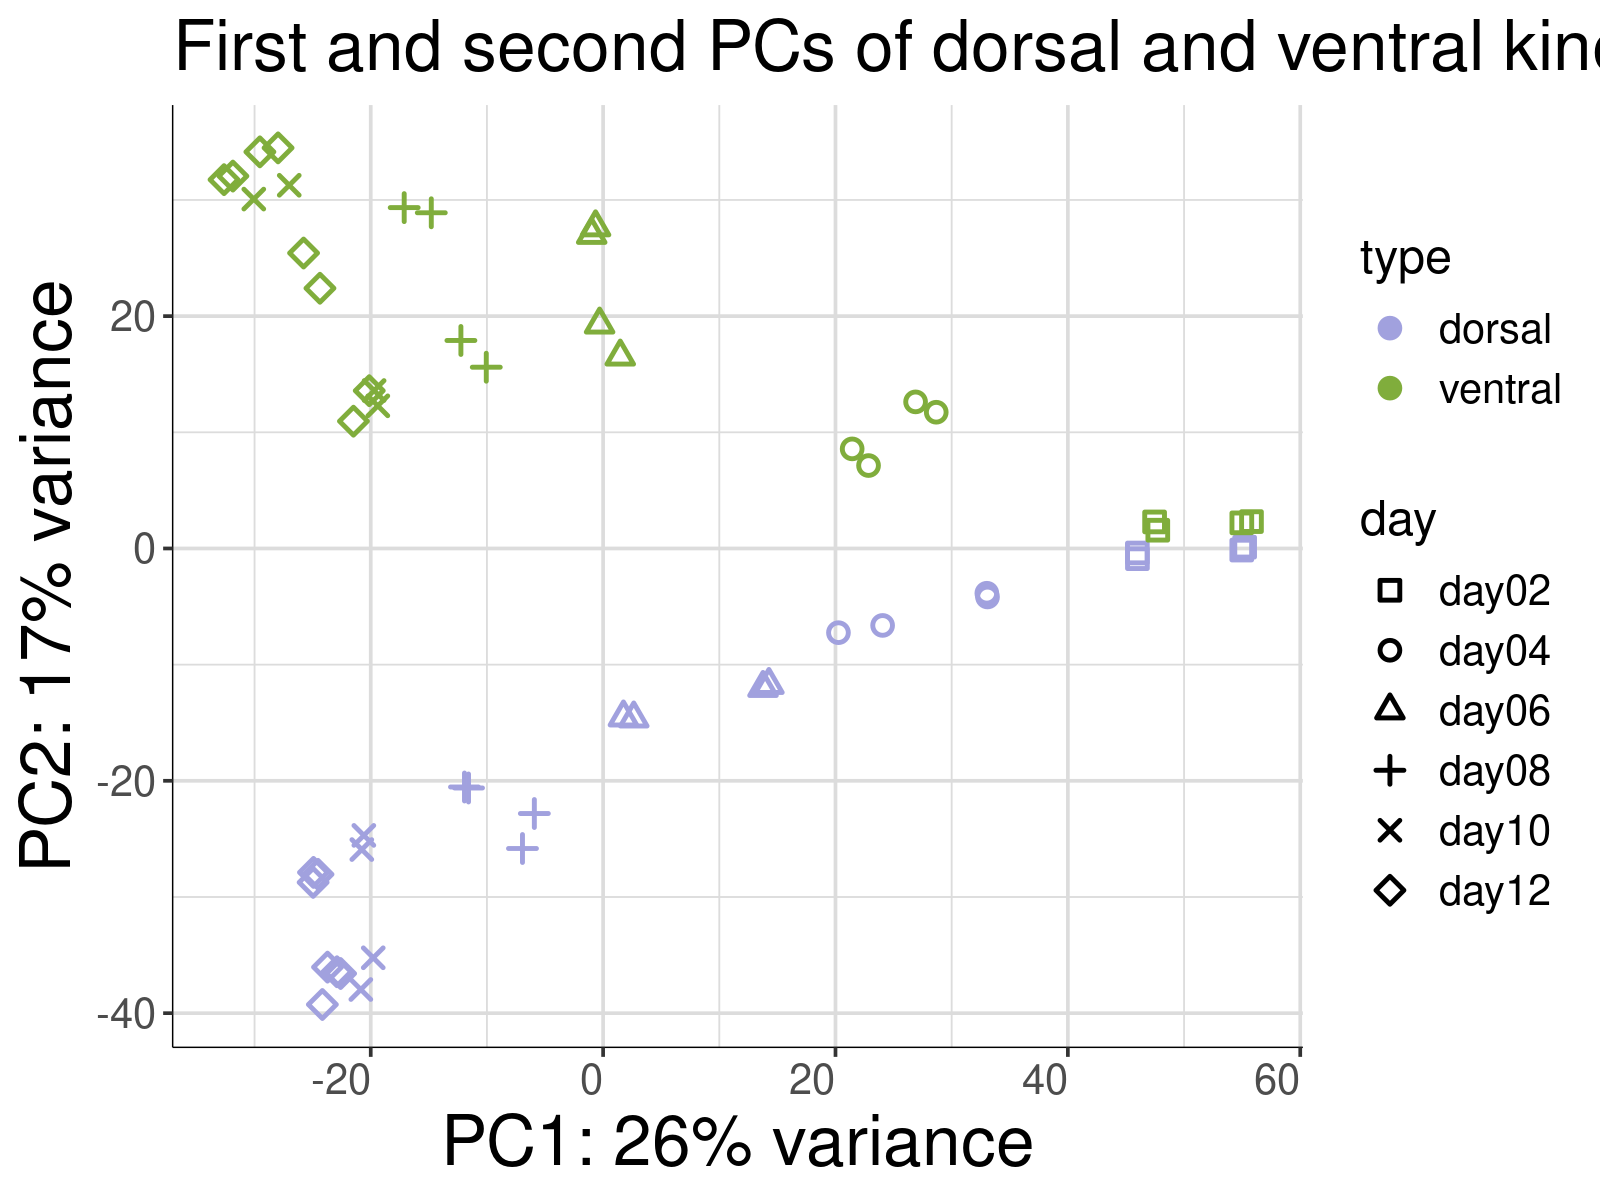 First and second PCs of dorsal and ventral
PC2: 17% variance
20
0
-20
-40
-20
0
20
40
60
PC1: 26% variance
type
dorsal
ventral
day
day02
day04
day06
day08
day10
day12